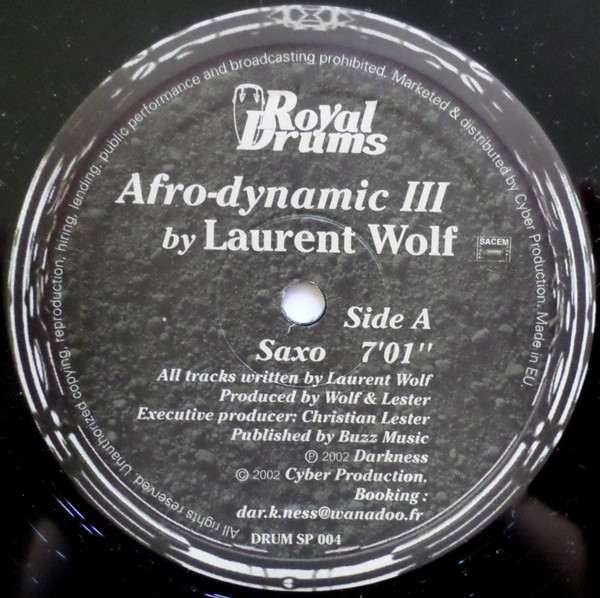 All rights reserved. Unauthorized copying, reproduction, hiring, lending, public performance and broadcasting prohibited. Marketed & distributed by Cyber Production. Made in EU
Royal
Drums
Afro-dynamic III
by Laurent Wolf
SACEM
Side A
Saxo 7'01''
All tracks written by Laurent Wolf
Produced by Wolf & Lester
Executive producer: Christian Lester
Published by Buzz Music
℗ 2002 Darkness
© 2002 Cyber Production.
Booking :
dar.k.ness@wanadoo.fr
DRUM SP 004